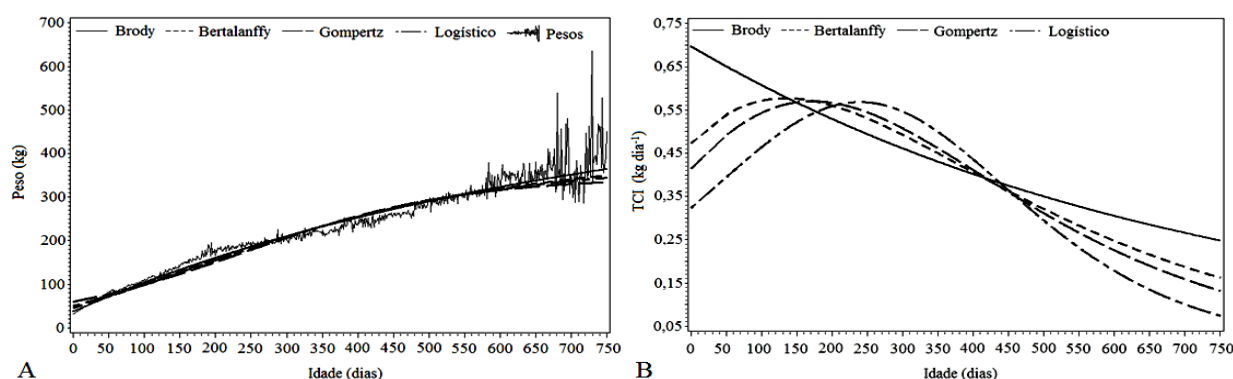 Brody Bertalanffy Gompertz Logístico Pesos
700
600
500
400
300
200
100
0
Peso (kg)
0 50 100 150 200 250 300 350 400 450 500 550 600 650 700 750
Idade (dias)
A
0,75
Brody Bertalanffy Gompertz Logístico
0,65
0,55
0,45
0,35
0,25
0,15
0,05
TCI (kg dia-1)
0 50 100 150 200 250 300 350 400 450 500 550 600 650 700 750
Idade (dias)
B